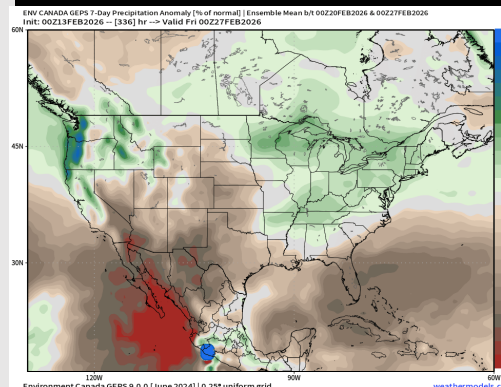 ENV CANADA GEPS 7-Day Precipitation Anomaly [% of normal] | Ensemble Mean b/t 00Z20FEB2026 & 00Z27FEB2026
Init: 00Z13FEB2026 -- [336] hr --> Valid Fri 00Z27FEB2026
60N
45N
30N
120W
90W
60W
Environment Canada GEPS 9.0.0 [June 2024] | 0.25° uniform grid
weathermodels.c